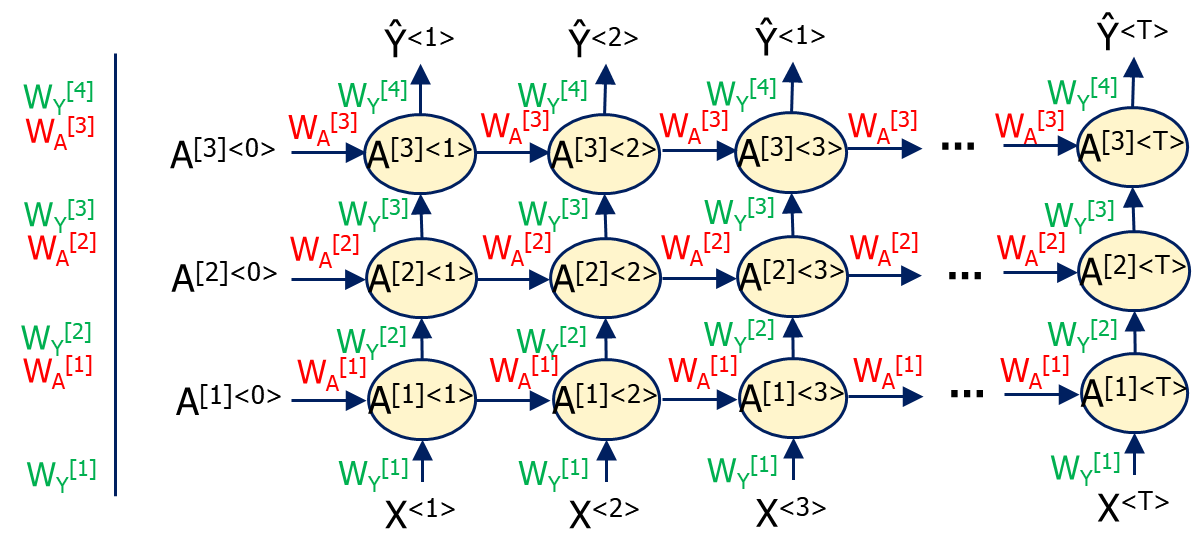 Ŷ<1> Ŷ<2> Ŷ<1> Ŷ<T>
W_Y[4] W_Y[4] W_Y[4] W_Y[4] W_Y[4]
W_A[3] W_A[3] W_A[3] W_A[3] W_A[3] W_A[3]
A[3]<0> A[3]<1> A[3]<2> A[3]<3> ... A[3]<T>
W_Y[3] W_Y[3] W_Y[3] W_Y[3] W_Y[3]
W_A[2] W_A[2] W_A[2] W_A[2] W_A[2] W_A[2]
A[2]<0> A[2]<1> A[2]<2> A[2]<3> ... A[2]<T>
W_Y[2] W_Y[2] W_Y[2] W_Y[2] W_Y[2]
W_A[1] W_A[1] W_A[1] W_A[1] W_A[1] W_A[1]
A[1]<0> A[1]<1> A[1]<2> A[1]<3> ... A[1]<T>
W_Y[1] W_Y[1] W_Y[1] W_Y[1] W_Y[1]
X<1> X<2> X<3> X<T>